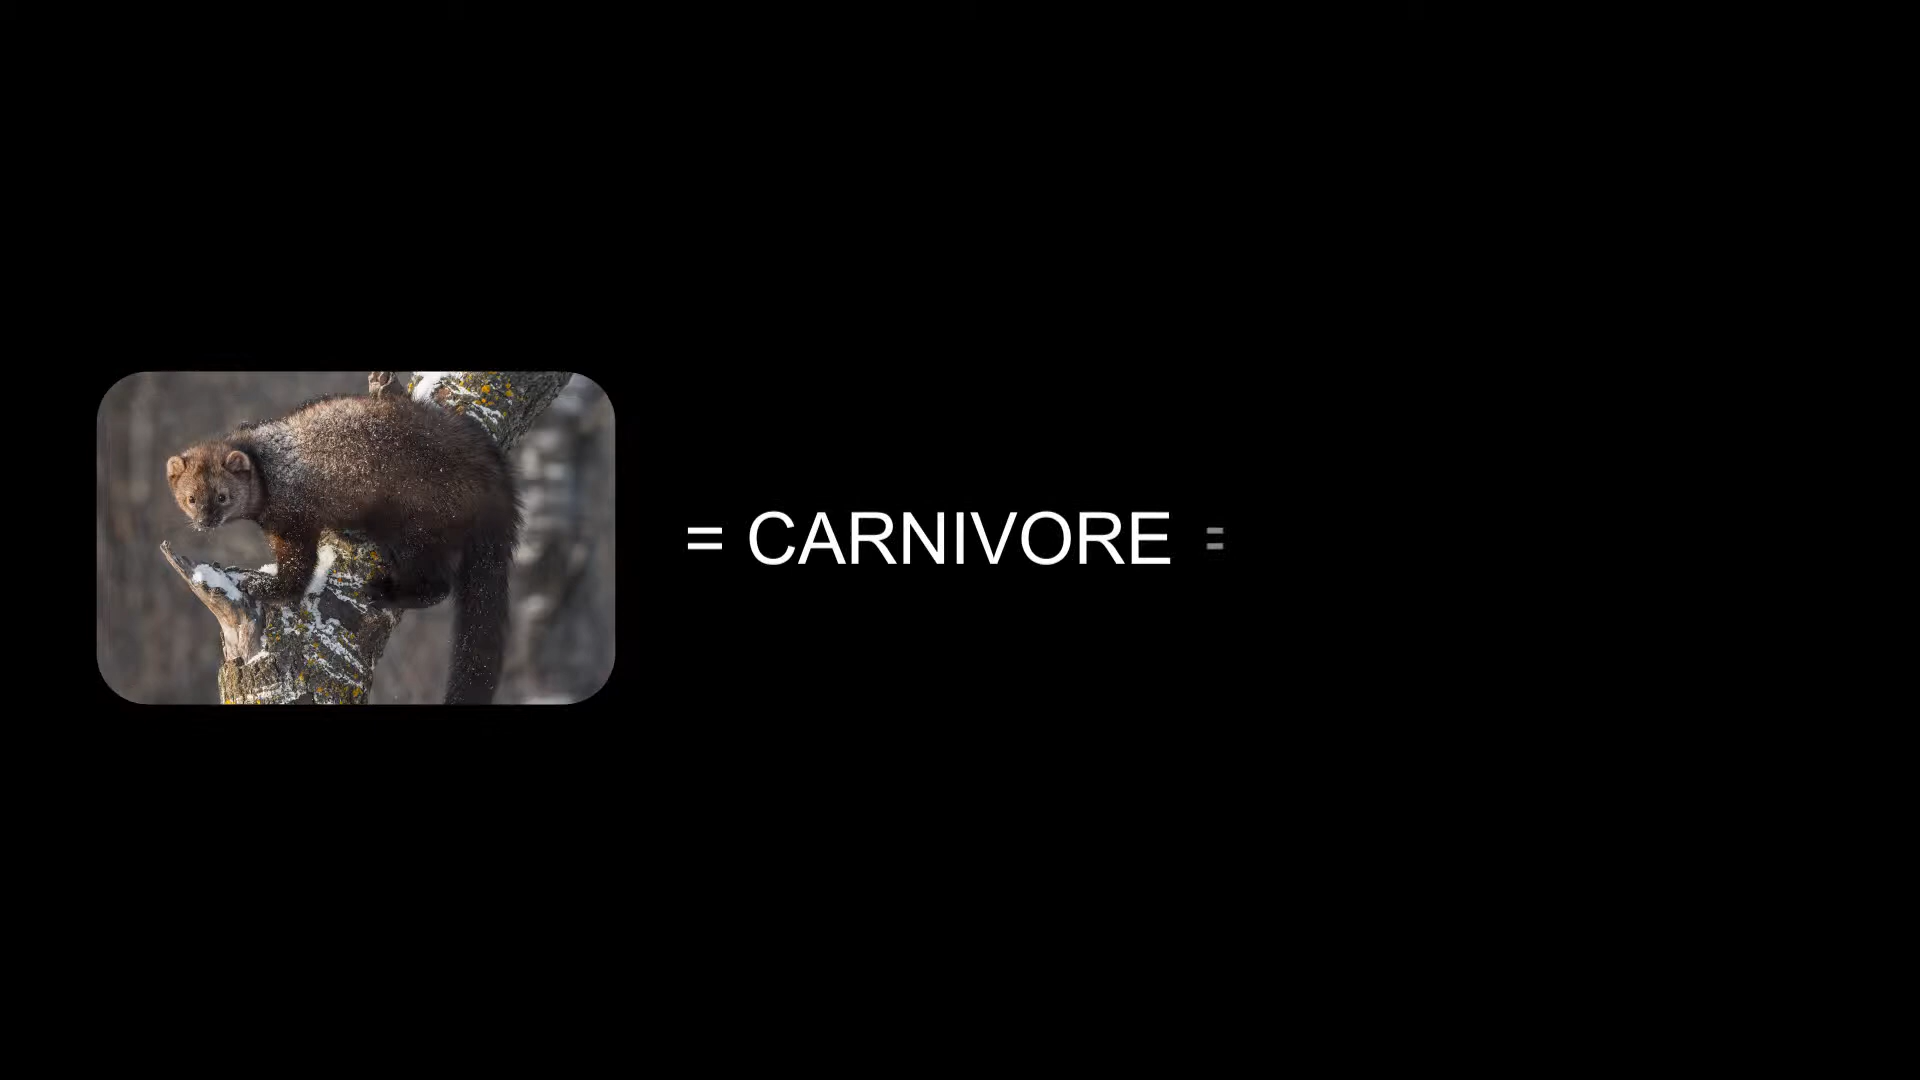 = CARNIVORE =